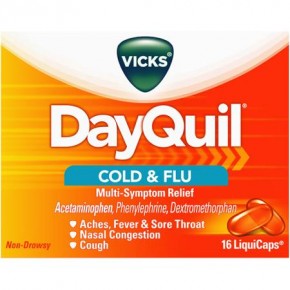 VICKS®
DayQuil®
COLD & FLU
Multi-Symptom Relief
Acetaminophen, Phenylephrine, Dextromethorphan
Aches, Fever & Sore Throat
Nasal Congestion
Cough
Non-Drowsy
16 LiquiCaps®